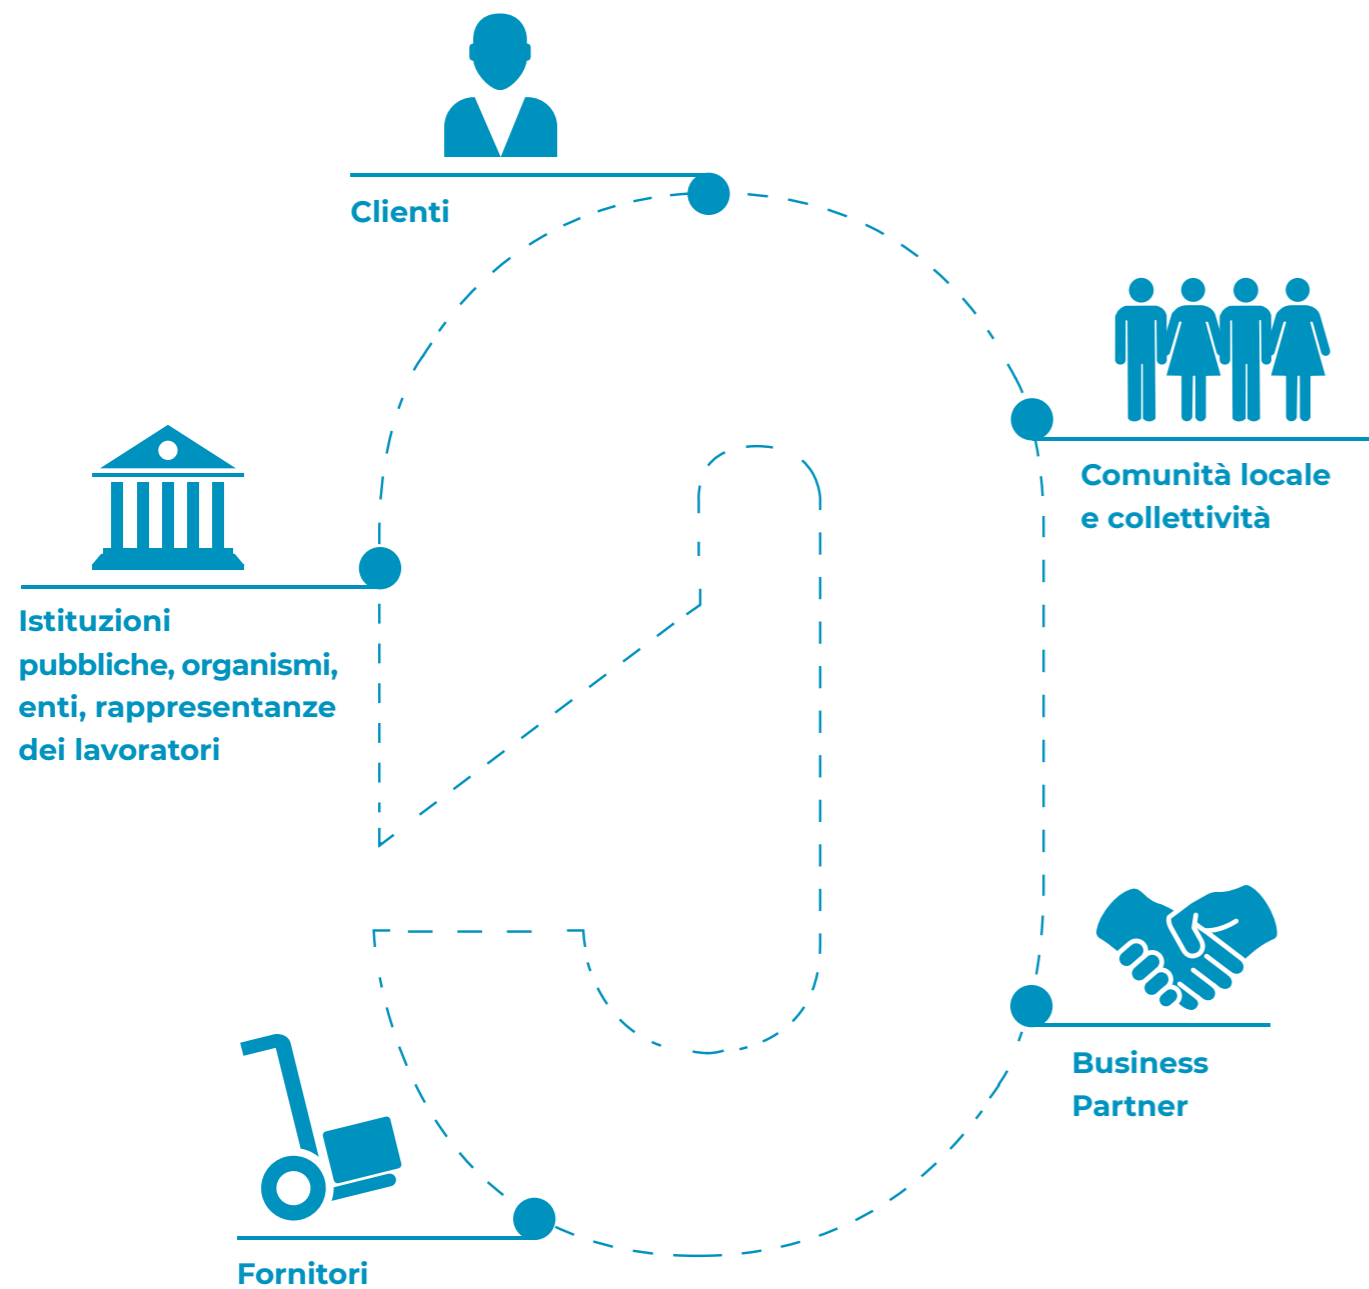 Clienti
Comunità locale
e collettività
Istituzioni
pubbliche, organismi,
enti, rappresentanze
dei lavoratori
Business
Partner
Fornitori